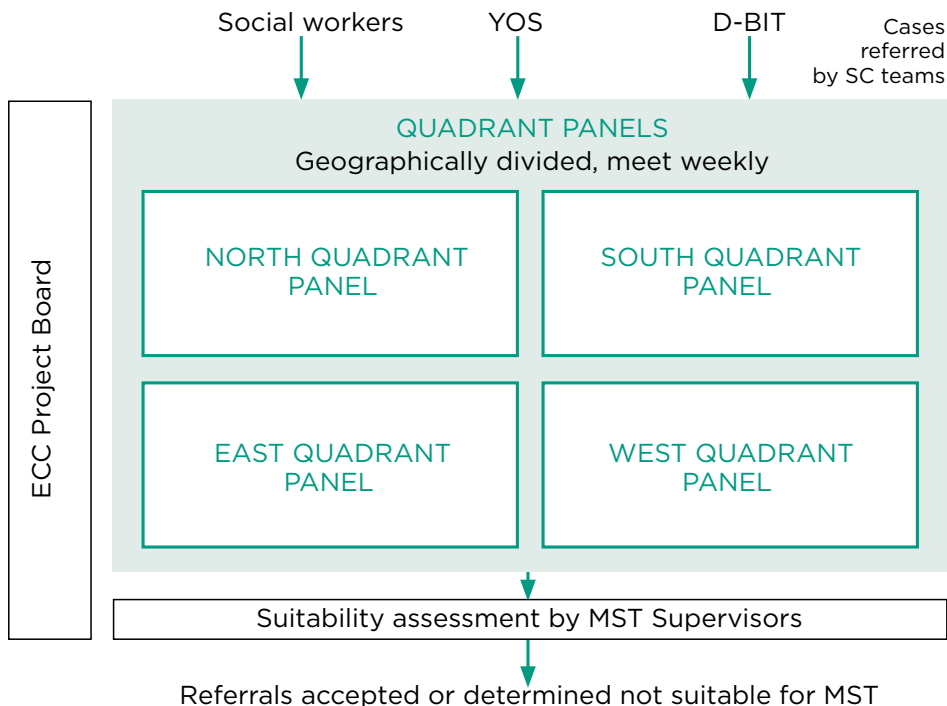 Social workers
YOS
D-BIT
Cases
referred
by SC teams
ECC Project Board
QUADRANT PANELS
Geographically divided, meet weekly
NORTH QUADRANT
PANEL
SOUTH QUADRANT
PANEL
EAST QUADRANT
PANEL
WEST QUADRANT
PANEL
Suitability assessment by MST Supervisors
Referrals accepted or determined not suitable for MST